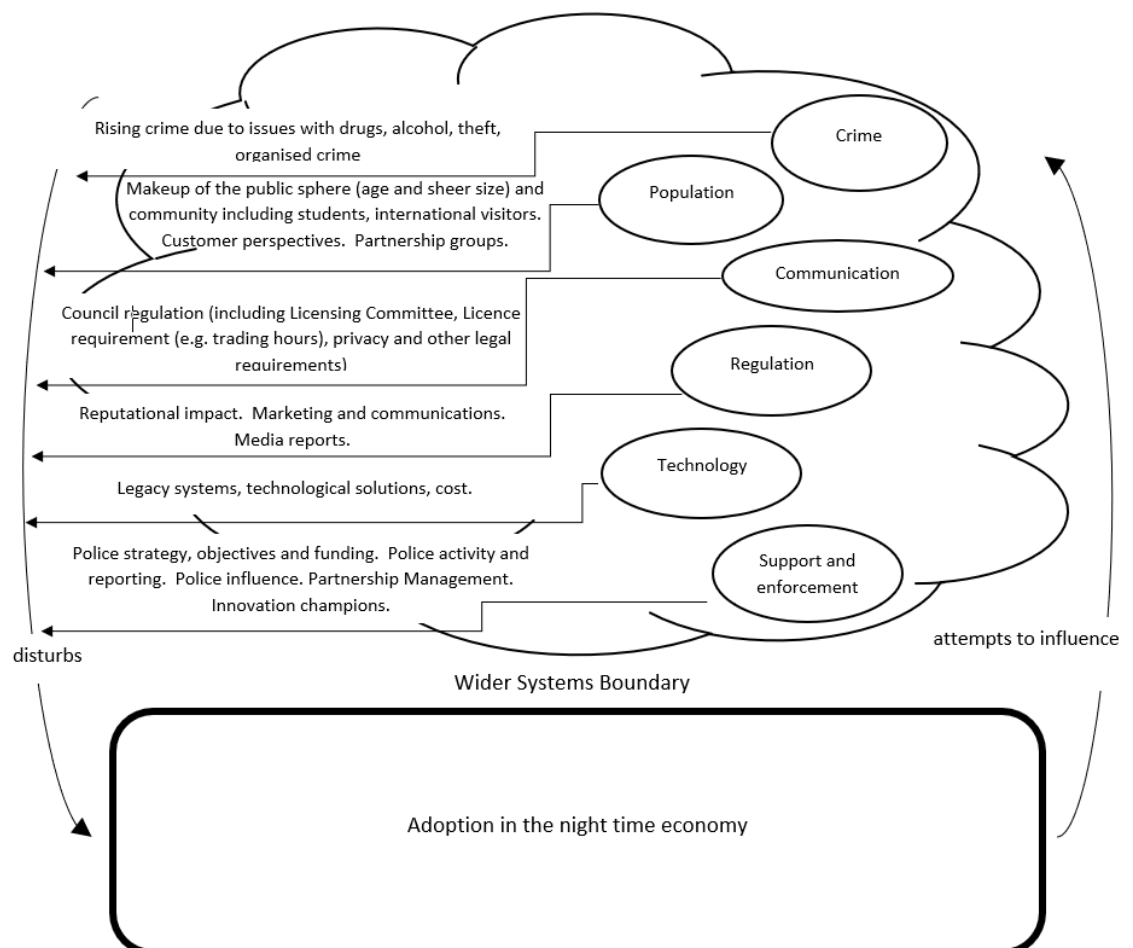 Crime
Rising crime due to issues with drugs, alcohol, theft,
organised crime
Population
Makeup of the public sphere (age and sheer size) and
community including students, international visitors.
Customer perspectives.  Partnership groups.
Communication
Council regulation (including Licensing Committee, Licence
requirement (e.g. trading hours), privacy and other legal
requirements)
Regulation
Reputational impact.  Marketing and communications.
Media reports.
Technology
Legacy systems, technological solutions, cost.
Support and
enforcement
Police strategy, objectives and funding.  Police activity and
reporting.  Police influence. Partnership Management.
Innovation champions.
disturbs
attempts to influence
Wider Systems Boundary
Adoption in the night time economy